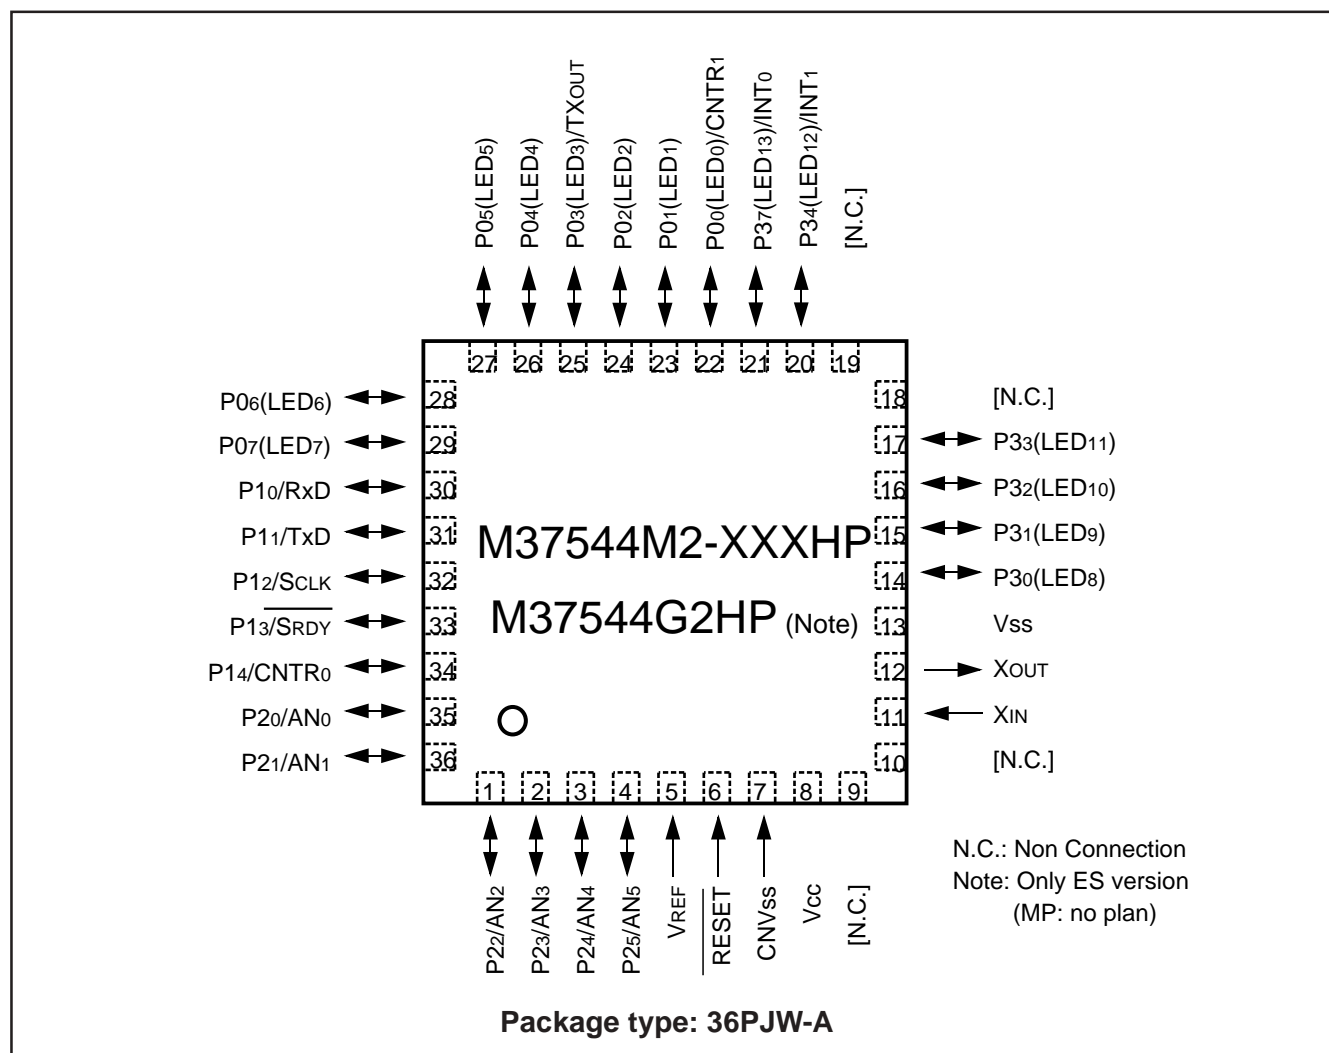 P05(LED5)
P04(LED4)
P03(LED3)/TXOUT
P02(LED2)
P01(LED1)
P00(LED0)/CNTR1
P37(LED13)/INT0
P34(LED12)/INT1
[N.C.]
27 26 25 24 23 22 21 20 19
P06(LED6) 28
P07(LED7) 29
P10/RxD 30
P11/TxD 31
P12/SCLK 32
P13/SRDY 33
P14/CNTR0 34
P20/AN0 35
P21/AN1 36
M37544M2-XXXHP
M37544G2HP (Note)
18 [N.C.]
17 P33(LED11)
16 P32(LED10)
15 P31(LED9)
14 P30(LED8)
13 Vss
12 XOUT
11 XIN
10 [N.C.]
1 2 3 4 5 6 7 8 9
P22/AN2
P23/AN3
P24/AN4
P25/AN5
VREF
RESET
CNVss
Vcc
[N.C.]
N.C.: Non Connection
Note: Only ES version
(MP: no plan)
Package type: 36PJW-A